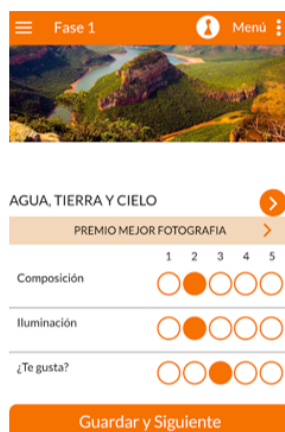 Fase 1
Menú
AGUA, TIERRA Y CIELO
PREMIO MEJOR FOTOGRAFIA
1 2 3 4 5
Composición
Iluminación
¿Te gusta?
Guardar y Siguiente